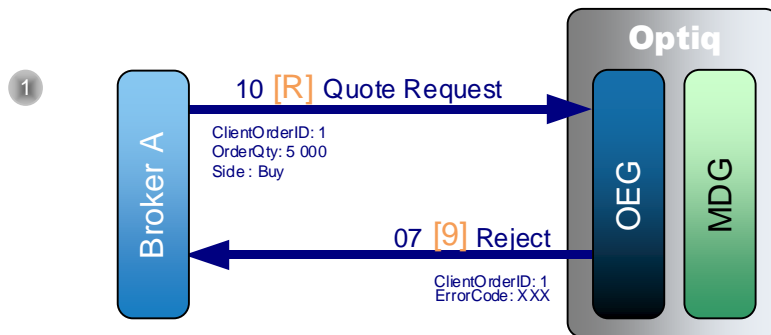 Optiq
1
10 [R] Quote Request
ClientOrderID: 1
OrderQty: 5 000
Side : Buy
Broker A
OEG
MDG
07 [9] Reject
ClientOrderID: 1
ErrorCode: XXX